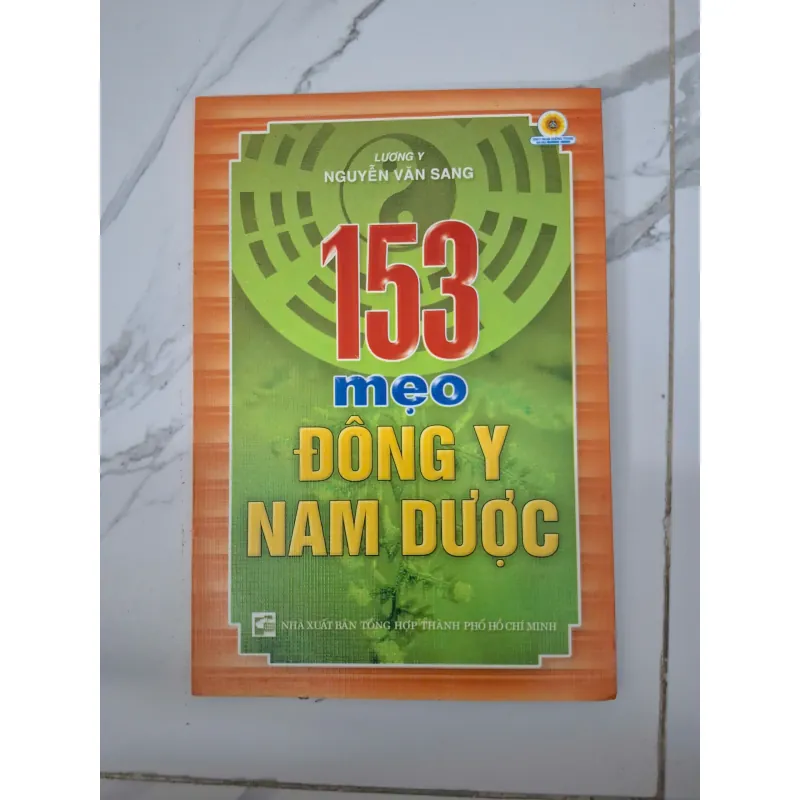 LƯƠNG Y
NGUYỄN VĂN SANG
153
mẹo
ĐÔNG Y
NAM DƯỢC
NHÀ XUẤT BẢN TỔNG HỢP THÀNH PHỐ HỒ CHÍ MINH